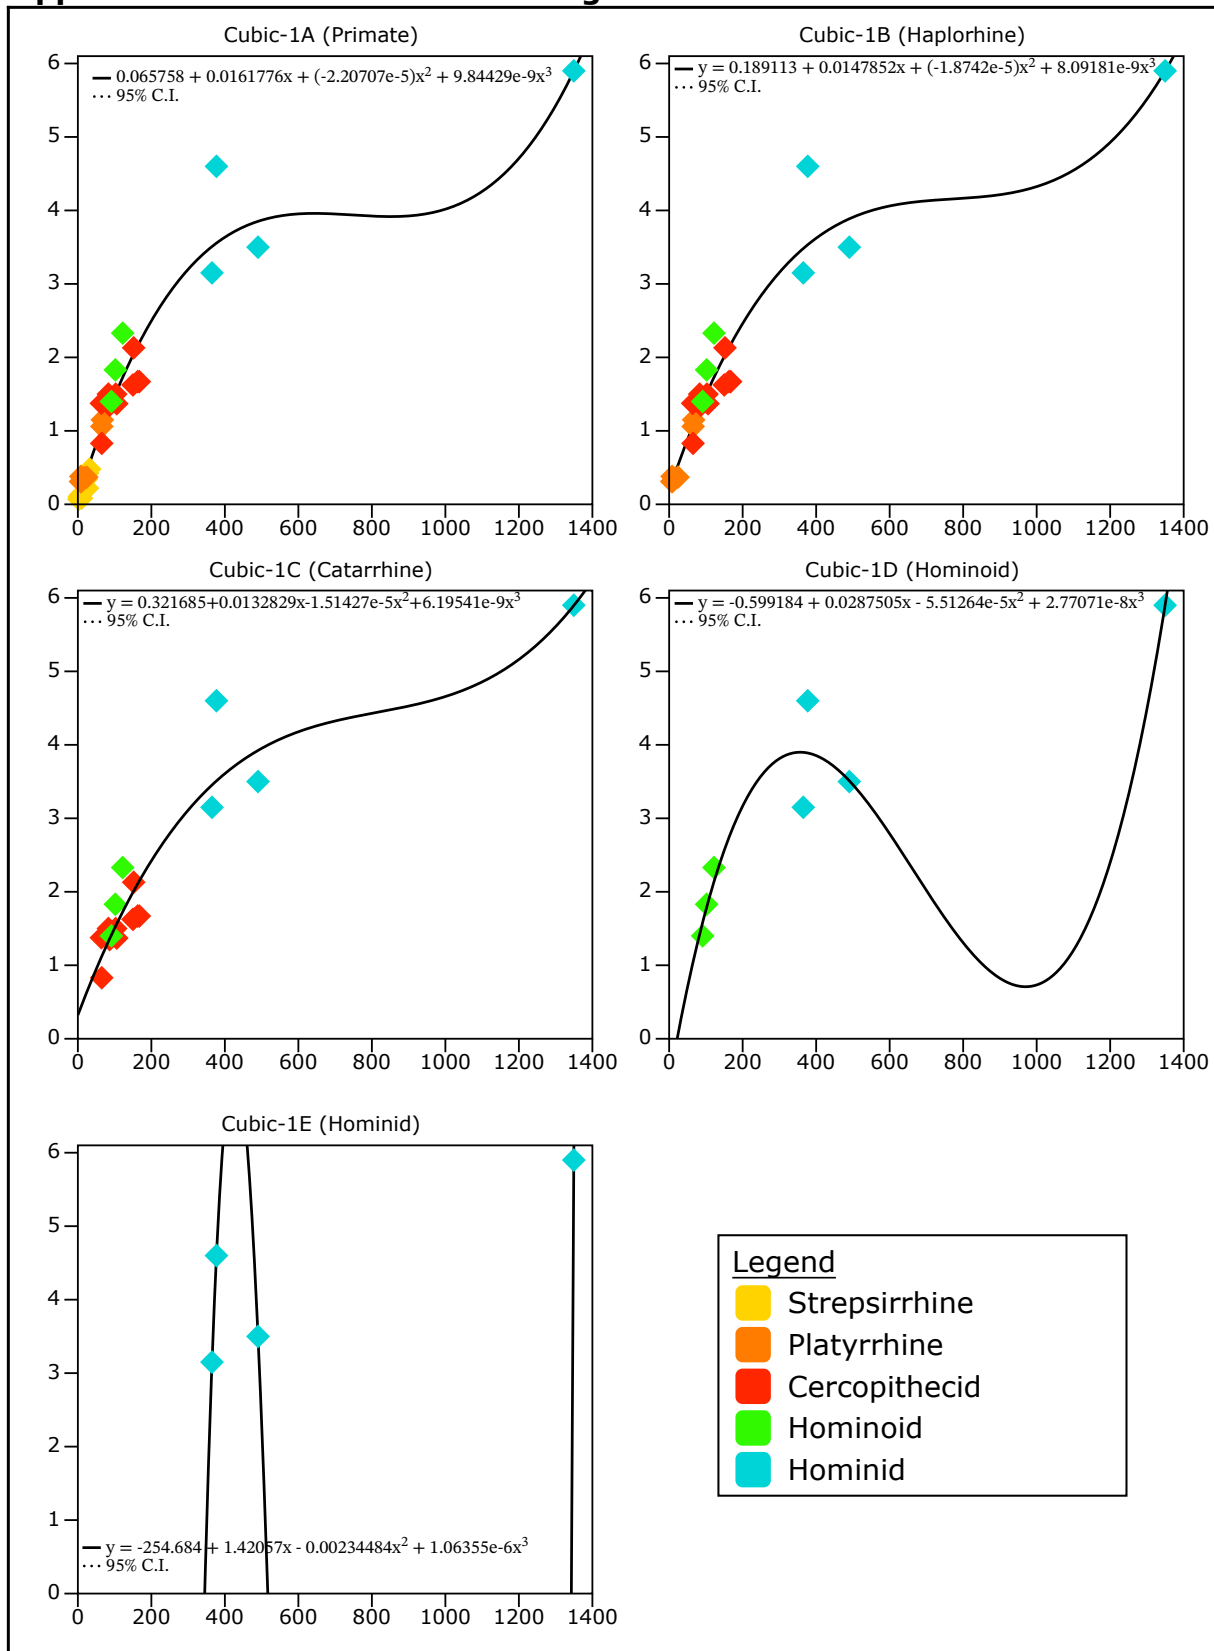 Cubic-1A (Primate)
0.065758 + 0.0161776x + (-2.20707e-5)x² + 9.84429e-9x³
95% C.I.
6
5
4
3
2
1
0
0 200 400 600 800 1000 1200 1400
Cubic-1B (Haplorhine)
y = 0.189113 + 0.0147852x + (-1.8742e-5)x² + 8.09181e-9x³
95% C.I.
6
5
4
3
2
1
0
0 200 400 600 800 1000 1200 1400
Cubic-1C (Catarrhine)
y = 0.321685+0.0132829x-1.51427e-5x²+6.19541e-9x³
95% C.I.
6
5
4
3
2
1
0
0 200 400 600 800 1000 1200 1400
Cubic-1D (Hominoid)
y = -0.599184 + 0.0287505x - 5.51264e-5x² + 2.77071e-8x³
95% C.I.
6
5
4
3
2
1
0
0 200 400 600 800 1000 1200 1400
Cubic-1E (Hominid)
6
5
4
3
2
1
0
y = -254.684 + 1.42057x - 0.00234484x² + 1.06355e-6x³
95% C.I.
0 200 400 600 800 1000 1200 1400
Legend
Strepsirrhine
Platyrrhine
Cercopithecid
Hominoid
Hominid